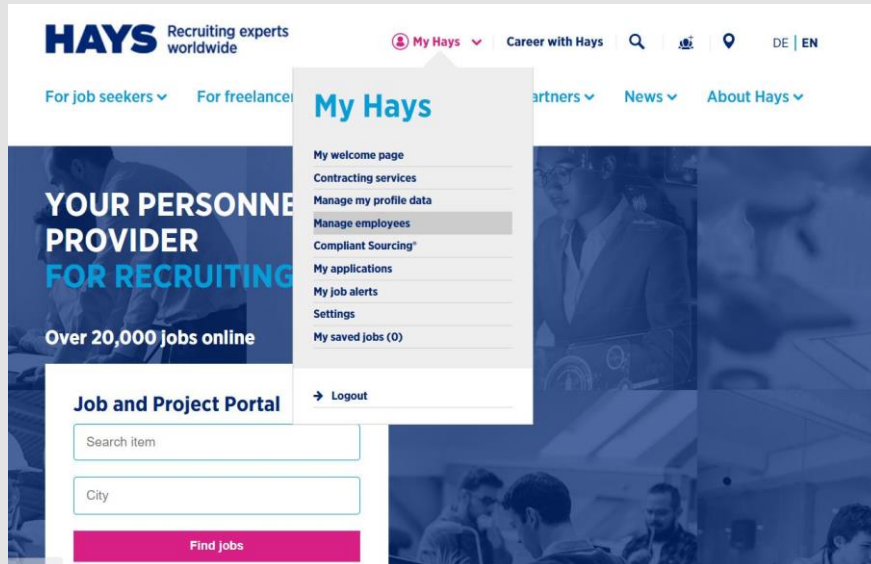 HAYS Recruiting experts
worldwide
My Hays
Career with Hays
DE | EN
For job seekers
For freelancer
artners
News
About Hays
My Hays
My welcome page
Contracting services
Manage my profile data
Manage employees
Compliant Sourcing®
My applications
My job alerts
Settings
My saved jobs (0)
Logout
YOUR PERSONNE
PROVIDER
FOR RECRUITING
Over 20,000 jobs online
Job and Project Portal
Search item
City
Find jobs